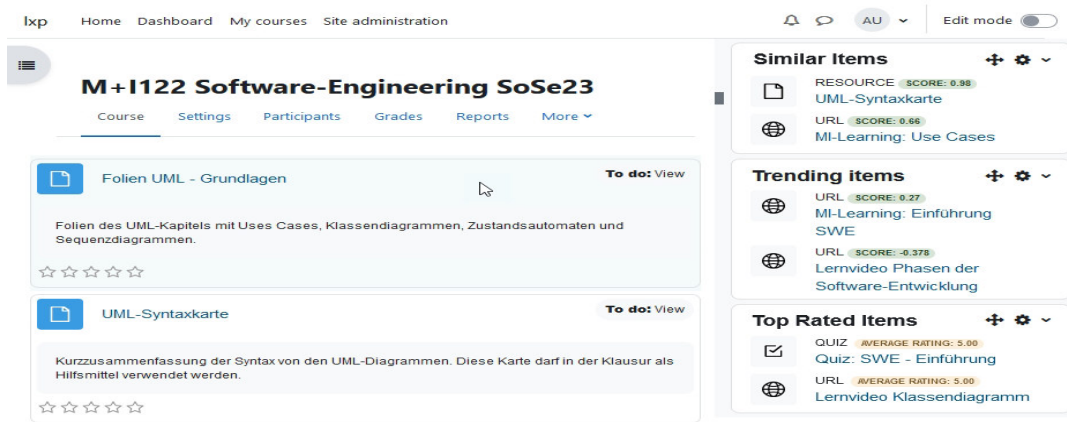 lxp Home Dashboard My courses Site administration AU Edit mode
M+I122 Software-Engineering SoSe23
Course Settings Participants Grades Reports More
Folien UML - Grundlagen
To do: View
Folien des UML-Kapitels mit Uses Cases, Klassendiagrammen, Zustandsautomaten und
Sequenzdiagrammen.
UML-Syntaxkarte
To do: View
Kurzzusammenfassung der Syntax von den UML-Diagrammen. Diese Karte darf in der Klausur als
Hilfsmittel verwendet werden.
Similar Items
RESOURCE SCORE: 0.98
UML-Syntaxkarte
URL SCORE: 0.66
MI-Learning: Use Cases
Trending items
URL SCORE: 0.27
MI-Learning: Einführung
SWE
URL SCORE: -0.378
Lernvideo Phasen der
Software-Entwicklung
Top Rated Items
QUIZ AVERAGE RATING: 5.00
Quiz: SWE - Einführung
URL AVERAGE RATING: 5.00
Lernvideo Klassendiagramm